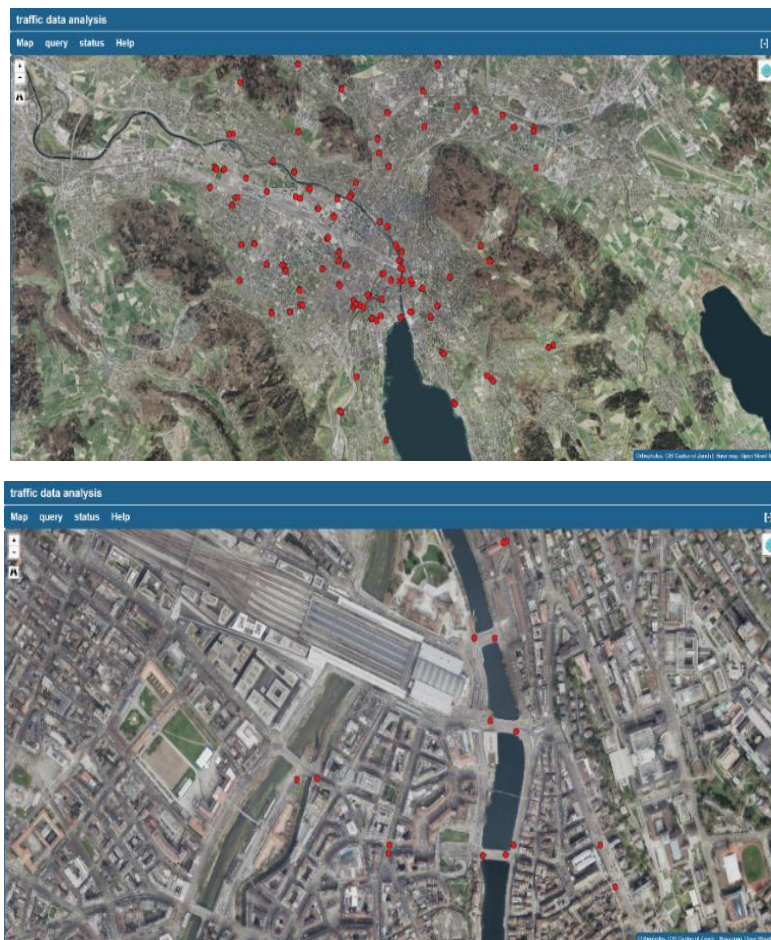 traffic data analysis
Map query status Help [-]
+
-
traffic data analysis
Map query status Help
+
-